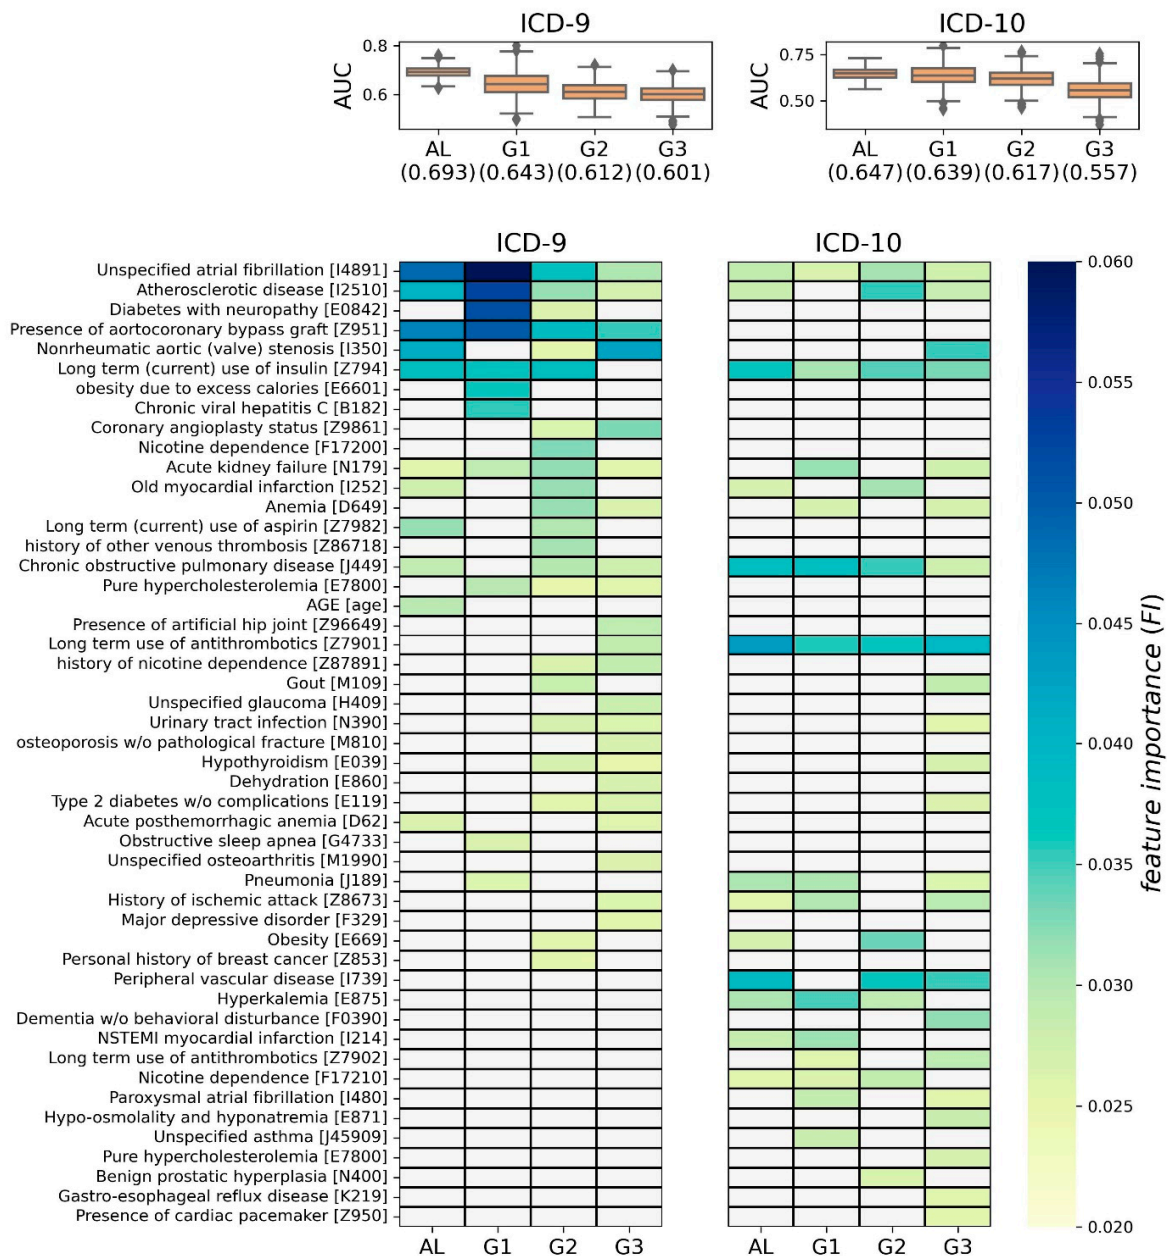 ICD-9
ICD-10
AUC
0.8
0.6
AUC
0.75
0.50
AL G1 G2 G3
(0.693) (0.643) (0.612) (0.601)
AL G1 G2 G3
(0.647) (0.639) (0.617) (0.557)
ICD-9
ICD-10
Unspecified atrial fibrillation [I4891]
Atherosclerotic disease [I2510]
Diabetes with neuropathy [E0842]
Presence of aortocoronary bypass graft [Z951]
Nonrheumatic aortic (valve) stenosis [I350]
Long term (current) use of insulin [Z794]
obesity due to excess calories [E6601]
Chronic viral hepatitis C [B182]
Coronary angioplasty status [Z9861]
Nicotine dependence [F17200]
Acute kidney failure [N179]
Old myocardial infarction [I252]
Anemia [D649]
Long term (current) use of aspirin [Z7982]
history of other venous thrombosis [Z86718]
Chronic obstructive pulmonary disease [J449]
Pure hypercholesterolemia [E7800]
AGE [age]
Presence of artificial hip joint [Z96649]
Long term use of antithrombotics [Z7901]
history of nicotine dependence [Z87891]
Gout [M109]
Unspecified glaucoma [H409]
Urinary tract infection [N390]
osteoporosis w/o pathological fracture [M810]
Hypothyroidism [E039]
Dehydration [E860]
Type 2 diabetes w/o complications [E119]
Acute posthemorrhagic anemia [D62]
Obstructive sleep apnea [G4733]
Unspecified osteoarthritis [M1990]
Pneumonia [J189]
History of ischemic attack [Z8673]
Major depressive disorder [F329]
Obesity [E669]
Personal history of breast cancer [Z853]
Peripheral vascular disease [I739]
Hyperkalemia [E875]
Dementia w/o behavioral disturbance [F0390]
NSTEMI myocardial infarction [I214]
Long term use of antithrombotics [Z7902]
Nicotine dependence [F17210]
Paroxysmal atrial fibrillation [I480]
Hypo-osmolality and hyponatremia [E871]
Unspecified asthma [J45909]
Pure hypercholesterolemia [E7800]
Benign prostatic hyperplasia [N400]
Gastro-esophageal reflux disease [K219]
Presence of cardiac pacemaker [Z950]
AL G1 G2 G3
AL G1 G2 G3
0.060
0.055
0.050
0.045
0.040
0.035
0.030
0.025
0.020
feature importance (FI)